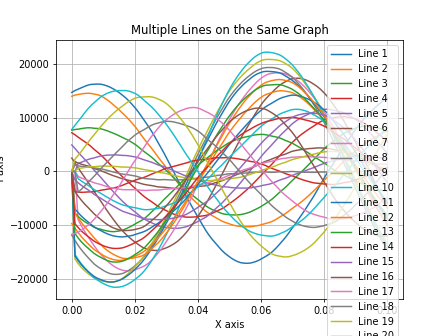 Multiple Lines on the Same Graph
20000
10000
0
−10000
−20000
0.00
0.02
0.04
0.06
X axis
Line 1
Line 2
Line 3
Line 4
Line 5
Line 6
Line 7
Line 8
Line 9
Line 10
Line 11
Line 12
Line 13
Line 14
Line 15
Line 16
Line 17
Line 18
Line 19
Line 20